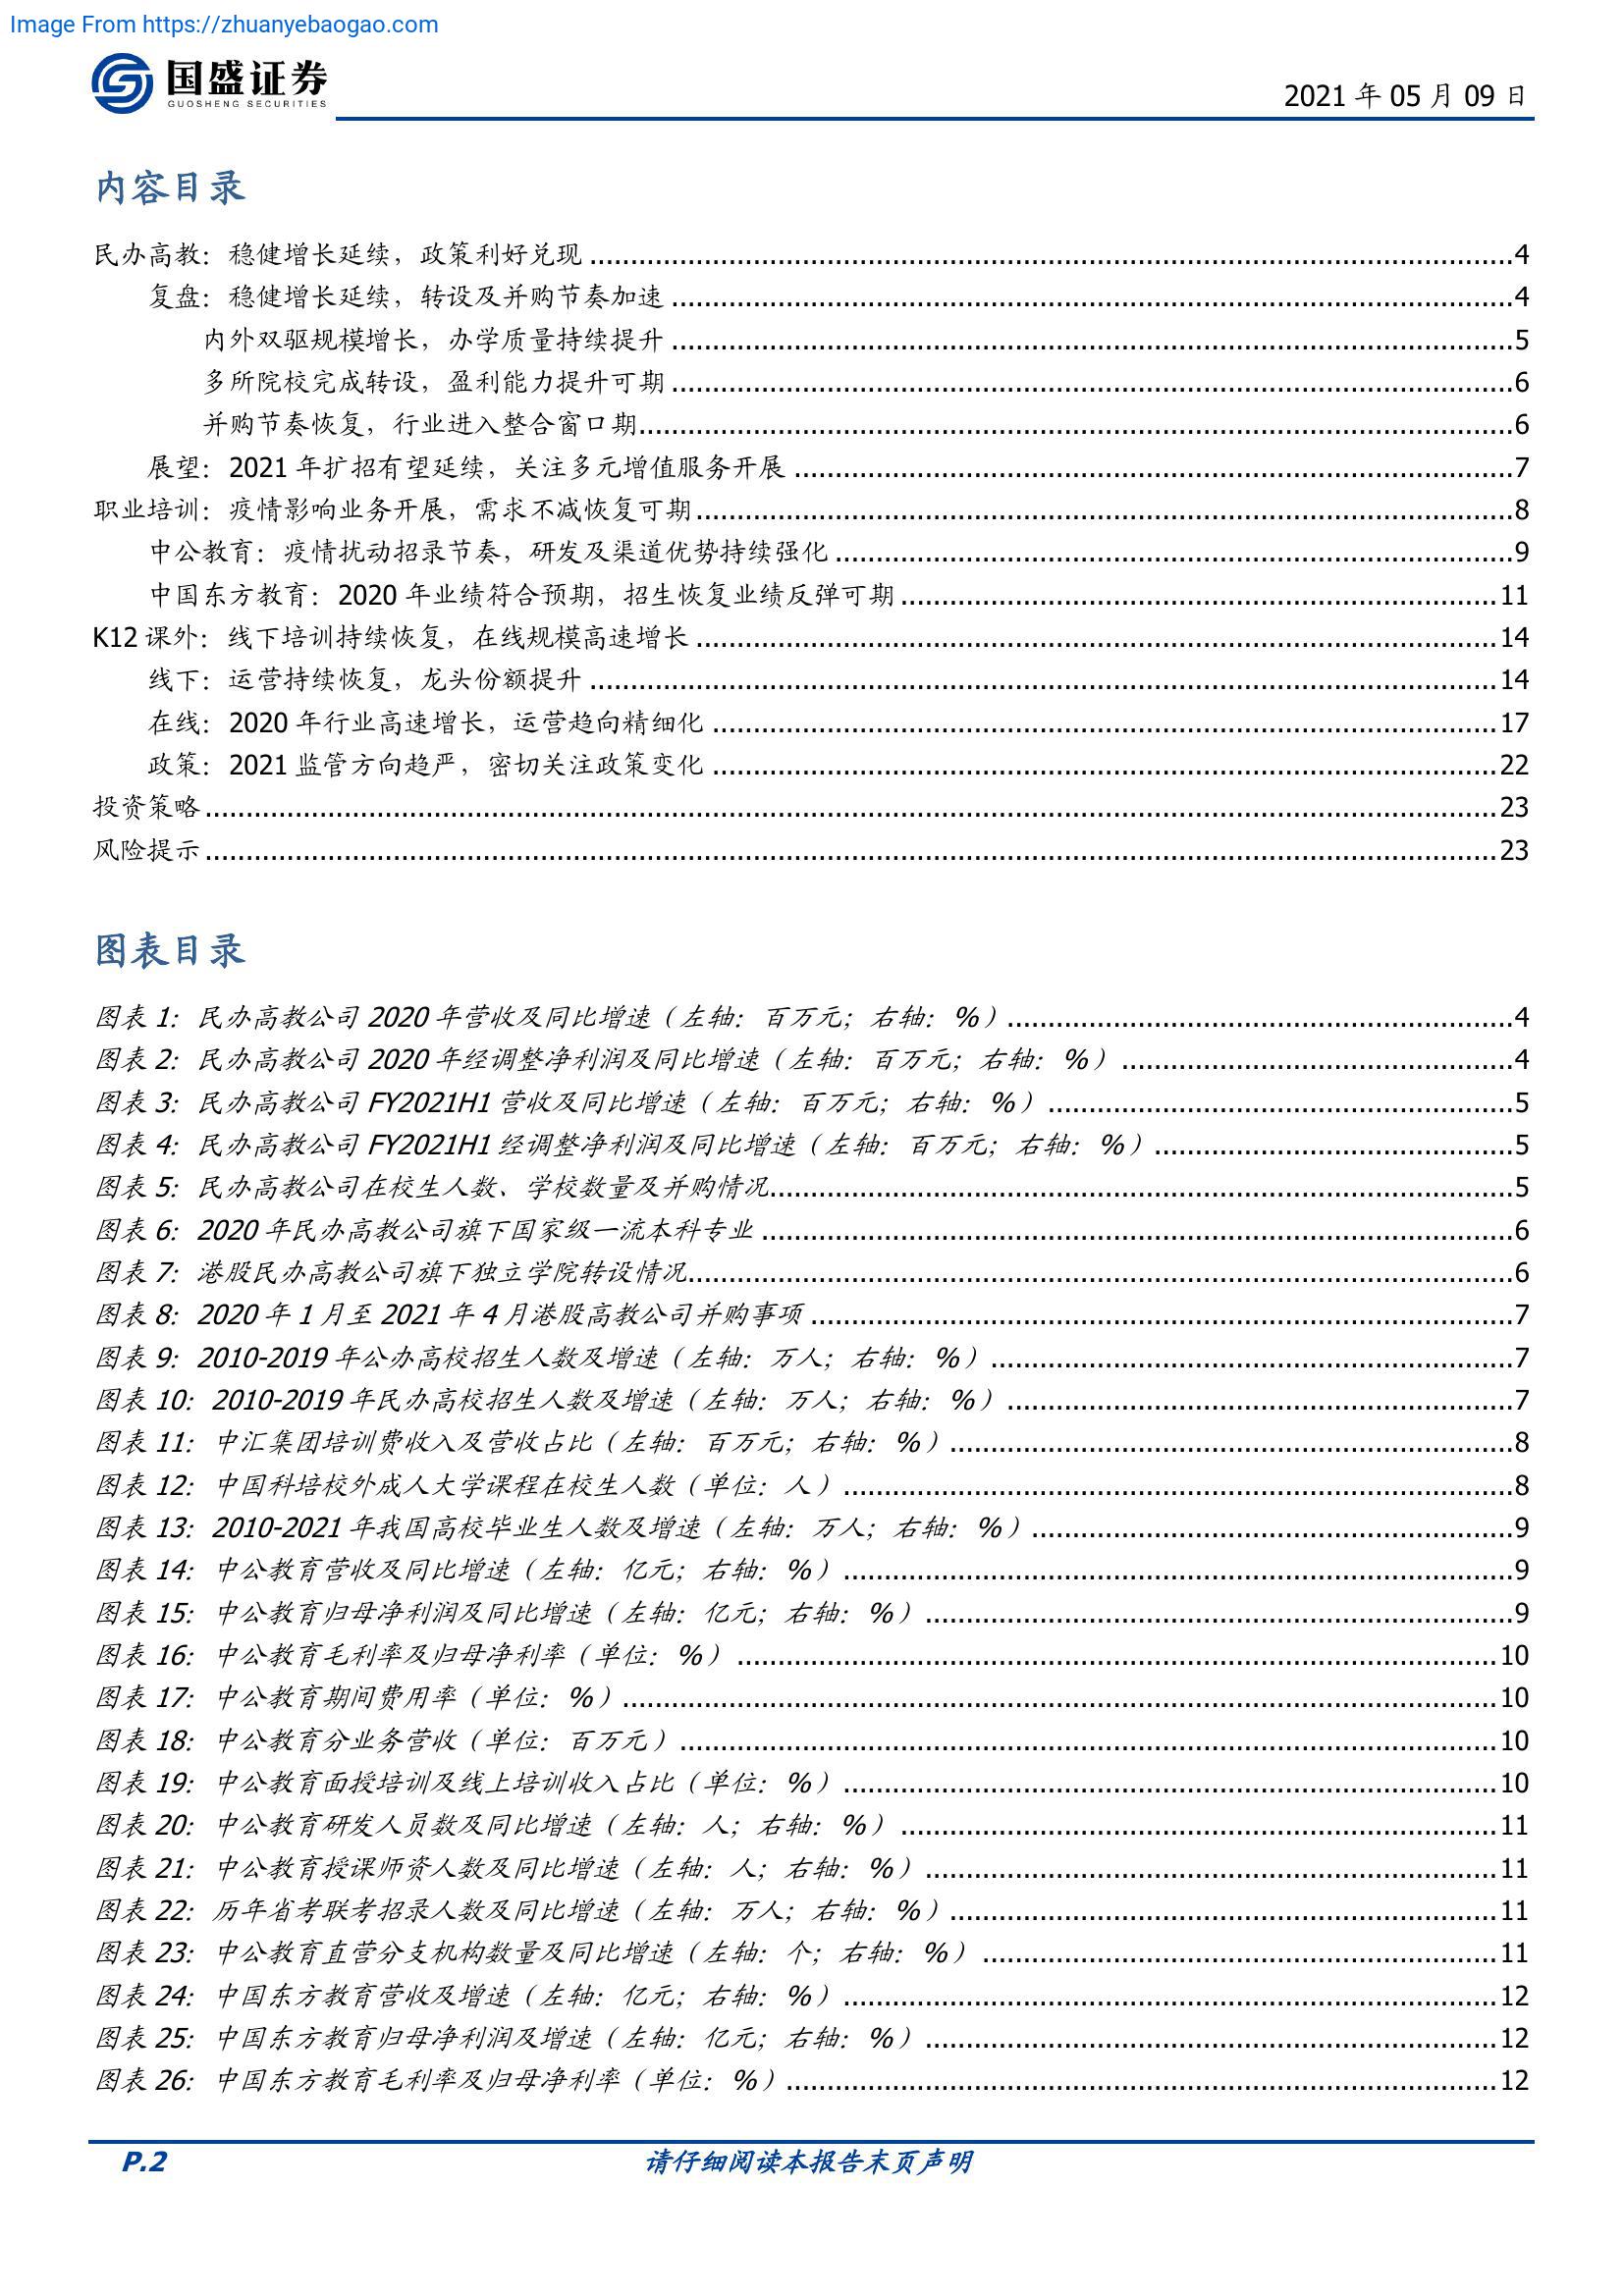 Image From https://zhuanyebaogao.com
国盛证券
GUOSHENG SECURITIES
2021 年 05 月 09 日
内容目录
民办高教：稳健增长延续，政策利好兑现 ........ 4
复盘：稳健增长延续，转设及并购节奏加速 ........ 4
内外双驱规模增长，办学质量持续提升 ........ 5
多所院校完成转设，盈利能力提升可期 ........ 6
并购节奏恢复，行业进入整合窗口期 ........ 6
展望：2021 年扩招有望延续，关注多元增值服务开展 ........ 7
职业培训：疫情影响业务开展，需求不减恢复可期 ........ 8
中公教育：疫情扰动招录节奏，研发及渠道优势持续强化 ........ 9
中国东方教育：2020 年业绩符合预期，招生恢复业绩反弹可期 ........ 11
K12 课外：线下培训持续恢复，在线规模高速增长 ........ 14
线下：运营持续恢复，龙头份额提升 ........ 14
在线：2020 年行业高速增长，运营趋向精细化 ........ 17
政策：2021 监管方向趋严，密切关注政策变化 ........ 22
投资策略 ........ 23
风险提示 ........ 23
图表目录
图表 1：民办高教公司 2020 年营收及同比增速（左轴：百万元；右轴：%） ........ 4
图表 2：民办高教公司 2020 年经调整净利润及同比增速（左轴：百万元；右轴：%） ........ 4
图表 3：民办高教公司 FY2021H1 营收及同比增速（左轴：百万元；右轴：%） ........ 5
图表 4：民办高教公司 FY2021H1 经调整净利润及同比增速（左轴：百万元；右轴：%） ........ 5
图表 5：民办高教公司在校生人数、学校数量及并购情况 ........ 5
图表 6：2020 年民办高教公司旗下国家级一流本科专业 ........ 6
图表 7：港股民办高教公司旗下独立学院转设情况 ........ 6
图表 8：2020 年 1 月至 2021 年 4 月港股高教公司并购事项 ........ 7
图表 9：2010-2019 年公办高校招生人数及增速（左轴：万人；右轴：%） ........ 7
图表 10：2010-2019 年民办高校招生人数及增速（左轴：万人；右轴：%） ........ 7
图表 11：中汇集团培训费收入及营收占比（左轴：百万元；右轴：%） ........ 8
图表 12：中国科培校外成人大学课程在校生人数（单位：人） ........ 8
图表 13：2010-2021 年我国高校毕业生人数及增速（左轴：万人；右轴：%） ........ 9
图表 14：中公教育营收及同比增速（左轴：亿元；右轴：%） ........ 9
图表 15：中公教育归母净利润及同比增速（左轴：亿元；右轴：%） ........ 9
图表 16：中公教育毛利率及归母净利率（单位：%） ........ 10
图表 17：中公教育期间费用率（单位：%） ........ 10
图表 18：中公教育分业务营收（单位：百万元） ........ 10
图表 19：中公教育面授培训及线上培训收入占比（单位：%） ........ 10
图表 20：中公教育研发人员数及同比增速（左轴：人；右轴：%） ........ 11
图表 21：中公教育授课师资人数及同比增速（左轴：人；右轴：%） ........ 11
图表 22：历年省考联考招录人数及同比增速（左轴：万人；右轴：%） ........ 11
图表 23：中公教育直营分支机构数量及同比增速（左轴：个；右轴：%） ........ 11
图表 24：中国东方教育营收及增速（左轴：亿元；右轴：%） ........ 12
图表 25：中国东方教育归母净利润及增速（左轴：亿元；右轴：%） ........ 12
图表 26：中国东方教育毛利率及归母净利率（单位：%） ........ 12
P.2
请仔细阅读本报告末页声明